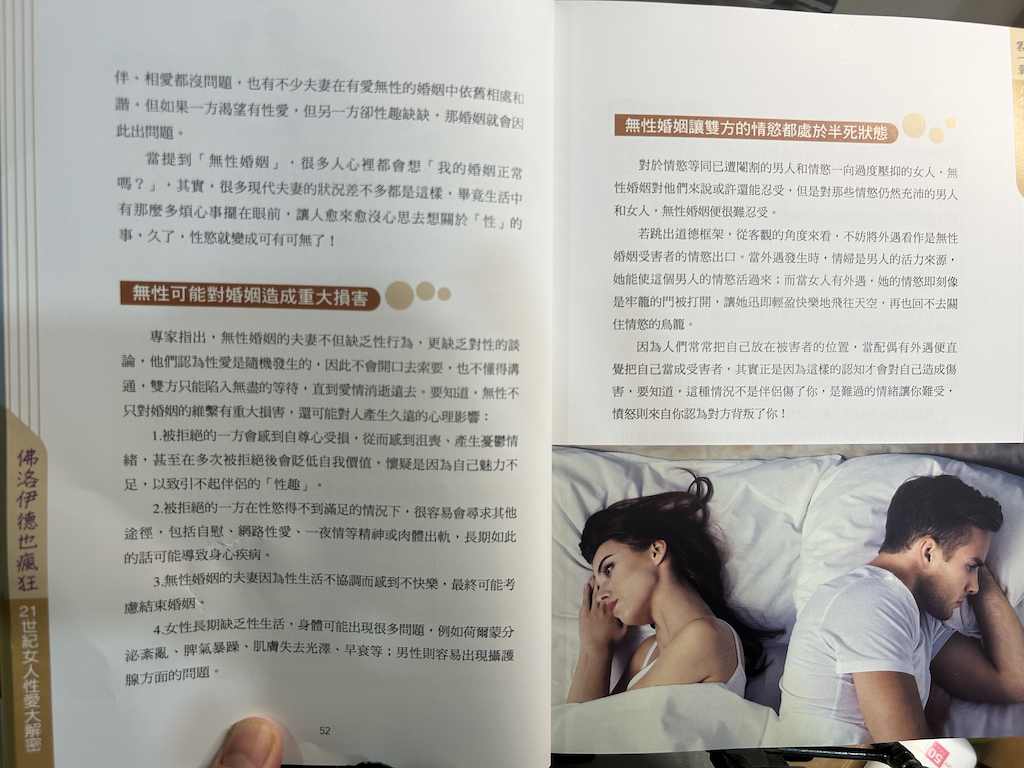 伴、相愛都沒問題，也有不少夫妻在有愛無性的婚姻中依舊相處和
諧，但如果一方渴望有性愛，但另一方卻性趣缺缺，那婚姻就會因
此出問題。
當提到「無性婚姻」，很多人心裡都會想「我的婚姻正常
嗎？」，其實，很多現代夫妻的狀況差不多都是這樣，畢竟生活中
有那麼多煩心事擺在眼前，讓人愈來愈沒心思去想關於「性」的
事，久了，性慾就變成可有可無了！
無性可能對婚姻造成重大損害
專家指出，無性婚姻的夫妻不但缺乏性行為，更缺乏對性的談
論，他們認為性愛是隨機發生的，因此不會開口去索要，也不懂得溝
通，雙方只能陷入無盡的等待，直到愛情消逝遠去。要知道，無性不
只對婚姻的維繫有重大損害，還可能對人產生久遠的心理影響：
1.被拒絕的一方會感到自尊心受損，從而感到沮喪、產生憂鬱情
緒，甚至在多次被拒絕後會貶低自我價值，懷疑是因為自己魅力不
足，以致引不起伴侶的「性趣」。
2.被拒絕的一方在性慾得不到滿足的情況下，很容易會尋求其他
途徑，包括自慰、網路性愛、一夜情等精神或肉體出軌，長期如此
的話可能導致身心疾病。
3.無性婚姻的夫妻因為性生活不協調而感到不快樂，最終可能考
慮結束婚姻。
4.女性長期缺乏性生活，身體可能出現很多問題，例如荷爾蒙分
泌紊亂、脾氣暴躁、肌膚失去光澤、早衰等；男性則容易出現攝護
腺方面的問題。
52
佛洛伊德也瘋狂
21世紀女人性愛大解密
無性婚姻讓雙方的情慾都處於半死狀態
對於情慾等同已遭閹割的男人和情慾一向過度壓抑的女人，無
性婚姻對他們來說或許還能忍受，但是對那些情慾仍然充沛的男人
和女人，無性婚姻便很難忍受。
若跳出道德框架，從客觀的角度來看，不妨將外遇看作是無性
婚姻受害者的情慾出口。當外遇發生時，情婦是男人的活力來源，
她能使這個男人的情慾活過來；而當女人有外遇，她的情慾即刻像
是牢籠的門被打開，讓她迅即輕盈快樂地飛往天空，再也回不去關
住情慾的鳥籠。
因為人們常常把自己放在被害者的位置，當配偶有外遇便直
覺把自己當成受害者，其實正是因為這樣的認知才會對自己造成傷
害，要知道，這種情況不是伴侶傷了你，是難過的情緒讓你難受，
憤怒則來自你認為對方背叛了你！
50